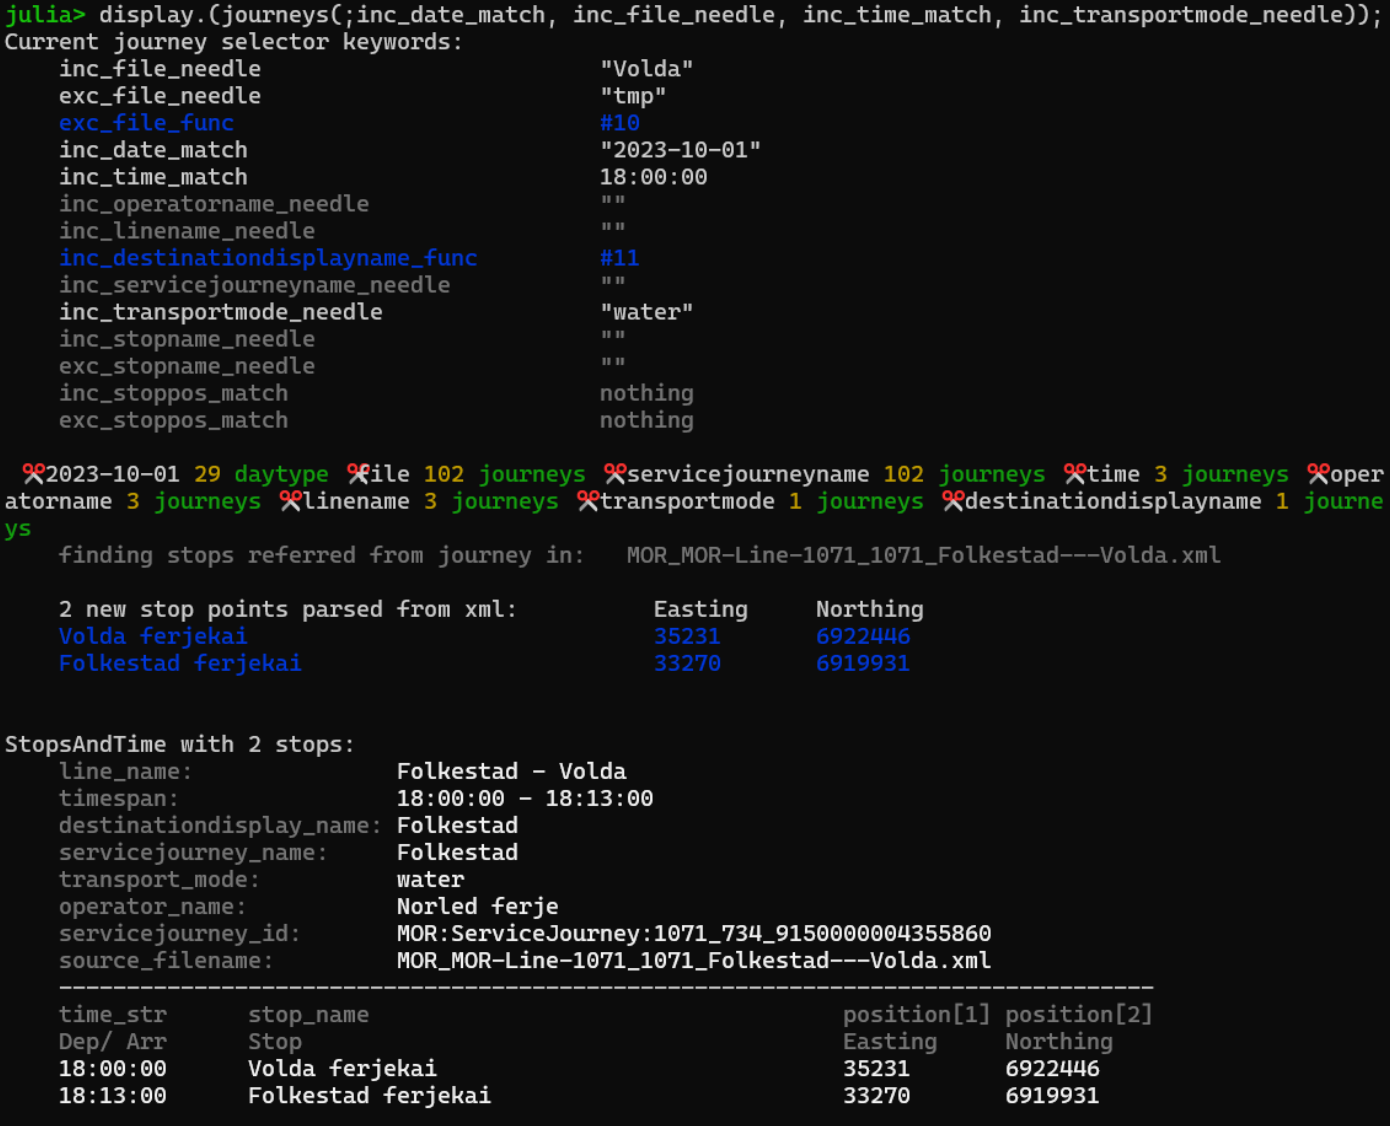 julia> display.(journeys(;inc_date_match, inc_file_needle, inc_time_match, inc_transportmode_needle));
Current journey selector keywords:
    inc_file_needle                         "Volda"
    exc_file_needle                         "tmp"
    exc_file_func                           #10
    inc_date_match                          "2023-10-01"
    inc_time_match                          18:00:00
    inc_operatorname_needle                 ""
    inc_linename_needle                     ""
    inc_destinationdisplayname_func         #11
    inc_servicejourneyname_needle           ""
    inc_transportmode_needle                "water"
    inc_stopname_needle                     ""
    exc_stopname_needle                     ""
    inc_stoppos_match                       nothing
    exc_stoppos_match                       nothing
✂2023-10-01 29 daytype ✂file 102 journeys ✂servicejourneyname 102 journeys ✂time 3 journeys ✂oper
atorname 3 journeys ✂linename 3 journeys ✂transportmode 1 journeys ✂destinationdisplayname 1 journe
ys
    finding stops referred from journey in:   MOR_MOR-Line-1071_1071_Folkestad---Volda.xml
    2 new stop points parsed from xml:          Easting     Northing
    Volda ferjekai                              35231       6922446
    Folkestad ferjekai                          33270       6919931
StopsAndTime with 2 stops:
    line_name:               Folkestad - Volda
    timespan:                18:00:00 - 18:13:00
    destinationdisplay_name: Folkestad
    servicejourney_name:     Folkestad
    transport_mode:          water
    operator_name:           Norled ferje
    servicejourney_id:       MOR:ServiceJourney:1071_734_9150000004355860
    source_filename:         MOR_MOR-Line-1071_1071_Folkestad---Volda.xml
    ---------------------------------------------------------------------------------
    time_str      stop_name                                   position[1] position[2]
    Dep/ Arr      Stop                                        Easting     Northing
    18:00:00      Volda ferjekai                              35231       6922446
    18:13:00      Folkestad ferjekai                          33270       6919931